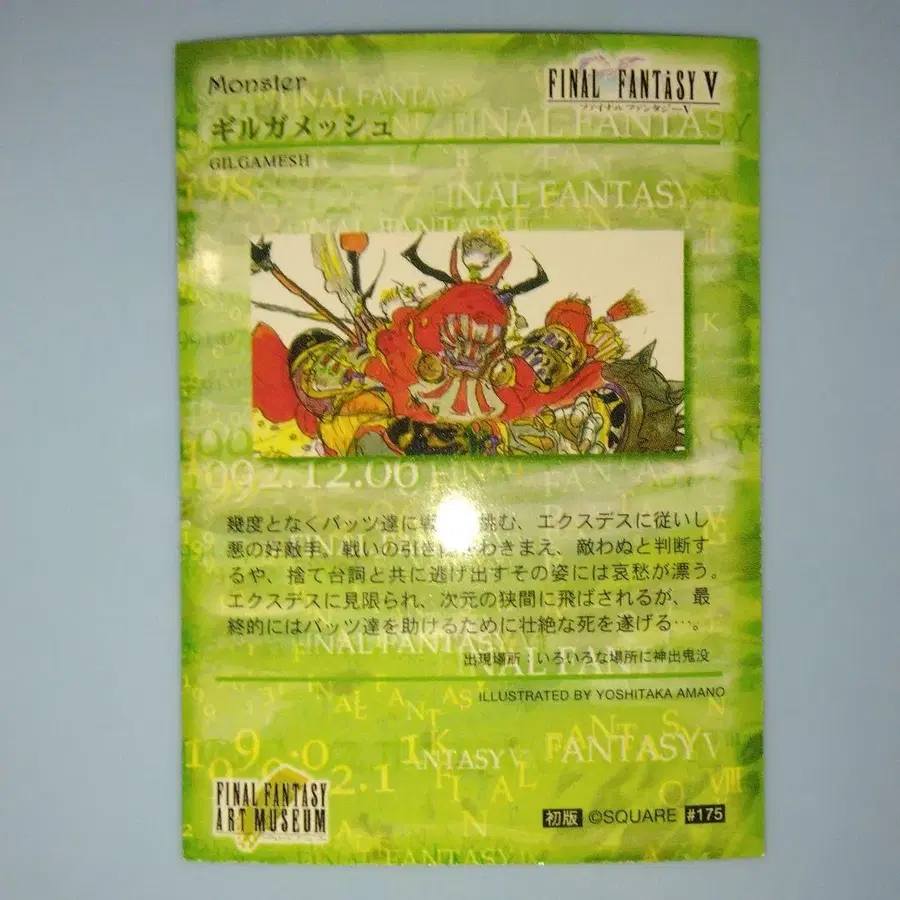 Monster
FINAL FANTASY V
ファイナルファンタジーV
ギルガメッシュ
GILGAMESH
FINAL FANTASY
INAL FANTASY
1992.12.06
幾度となくバッツ達に戦 挑む、エクスデスに従いし
悪の好敵手。戦いの引き わきまえ、敵わぬと判断す
るや、捨て台詞と共に逃げ出すその姿には哀愁が漂う。
エクスデスに見限られ、次元の狭間に飛ばされるが、最
終的にはバッツ達を助けるために壮絶な死を遂げる…。
出現場所：いろいろな場所に神出鬼没
ILLUSTRATED BY YOSHITAKA AMANO
NTASY V
FANTASY V
VIII
FINAL FANTASY
ART MUSEUM
初版 ©SQUARE #175